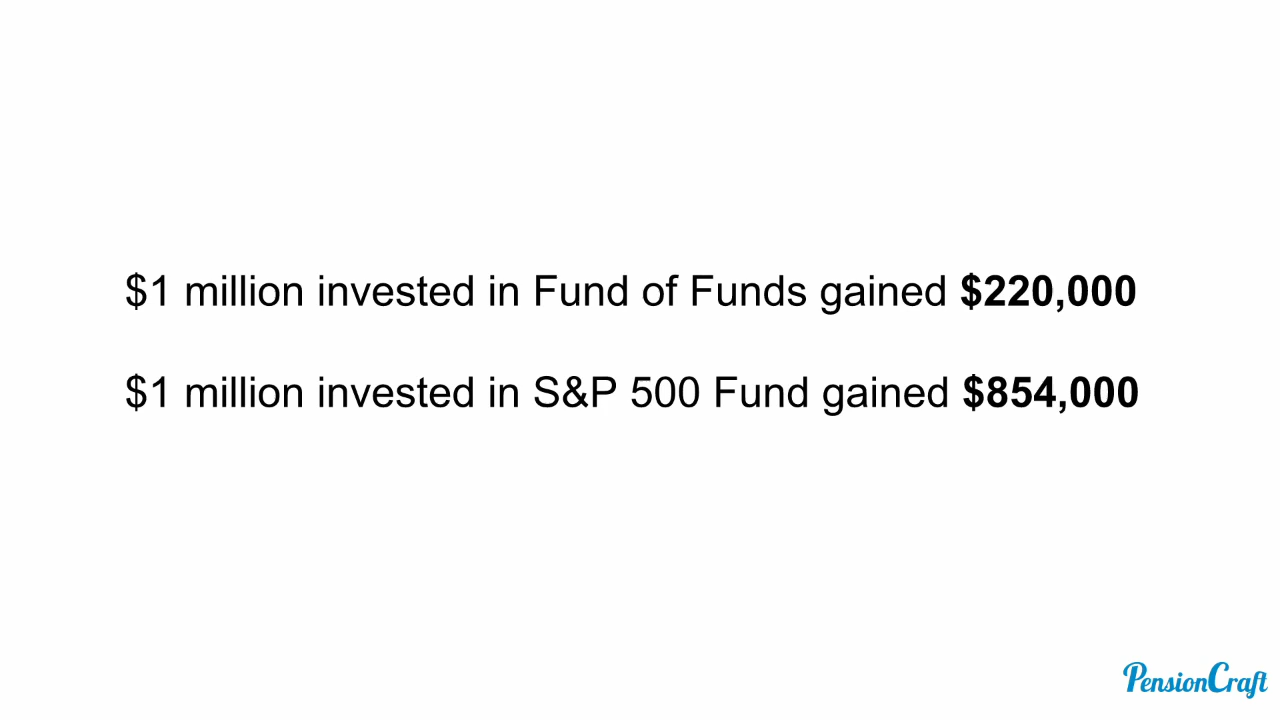 $1 million invested in Fund of Funds gained $220,000
$1 million invested in S&P 500 Fund gained $854,000
PensionCraft